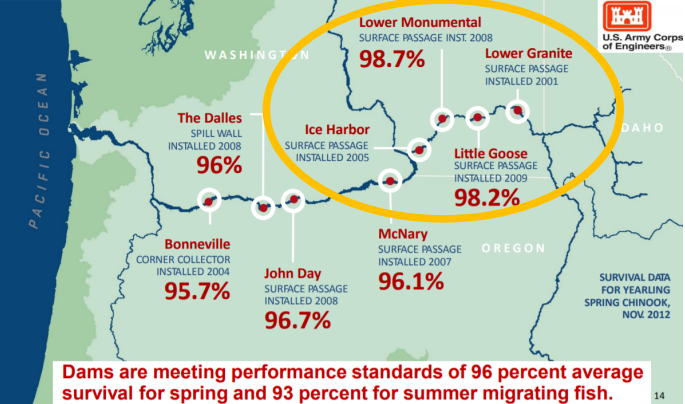 Lower Monumental
SURFACE PASSAGE INST. 2008
98.7%
U.S. Army Corps
of Engineers®
WASHINGTON
Lower Granite
SURFACE PASSAGE
INSTALLED 2001
PACIFIC OCEAN
The Dalles
SPILL WALL
INSTALLED 2008
96%
Ice Harbor
SURFACE PASSAGE
INSTALLED 2005
IDAHO
Little Goose
SURFACE PASSAGE
INSTALLED 2009
98.2%
Bonneville
CORNER COLLECTOR
INSTALLED 2004
95.7%
John Day
SURFACE PASSAGE
INSTALLED 2008
96.7%
McNary
SURFACE PASSAGE
INSTALLED 2007
96.1%
OREGON
SURVIVAL DATA
FOR YEARLING
SPRING CHINOOK,
NOV. 2012
Dams are meeting performance standards of 96 percent average
survival for spring and 93 percent for summer migrating fish.
14